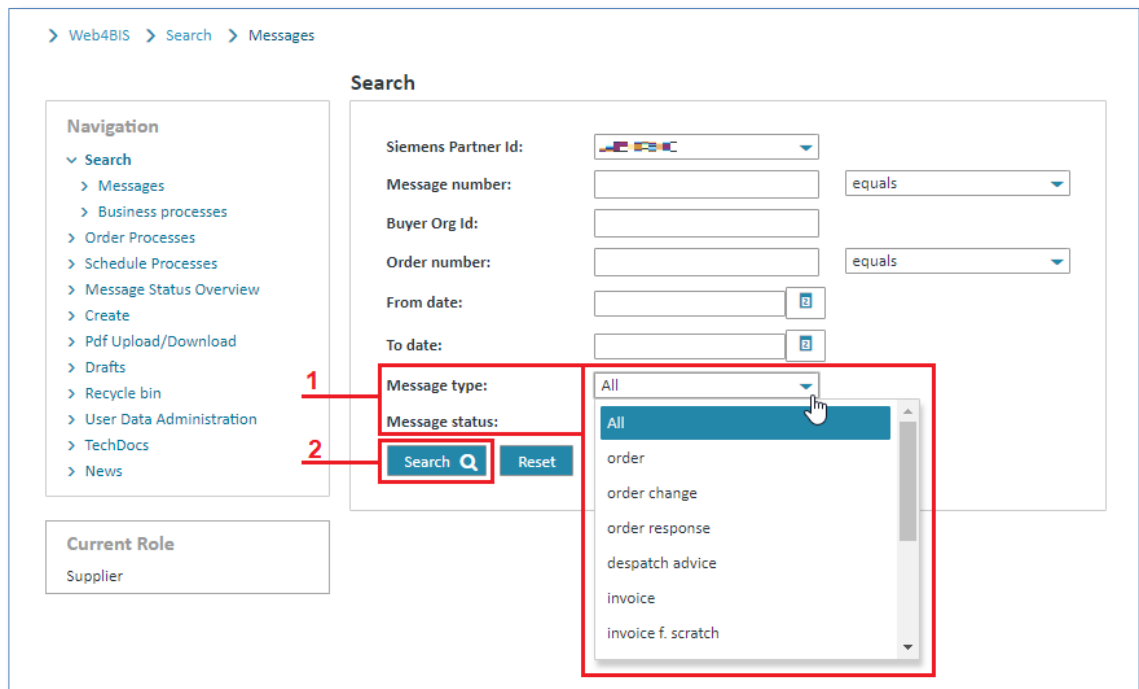 Web4BIS Search Messages
Search
Navigation
Search
Messages
Business processes
Order Processes
Schedule Processes
Message Status Overview
Create
Pdf Upload/Download
Drafts
Recycle bin
User Data Administration
TechDocs
News
Current Role
Supplier
Siemens Partner Id:
Message number:
equals
Buyer Org Id:
Order number:
equals
From date:
2
To date:
2
1
Message type:
All
Message status:
2
Search
Reset
All
order
order change
order response
despatch advice
invoice
invoice f. scratch